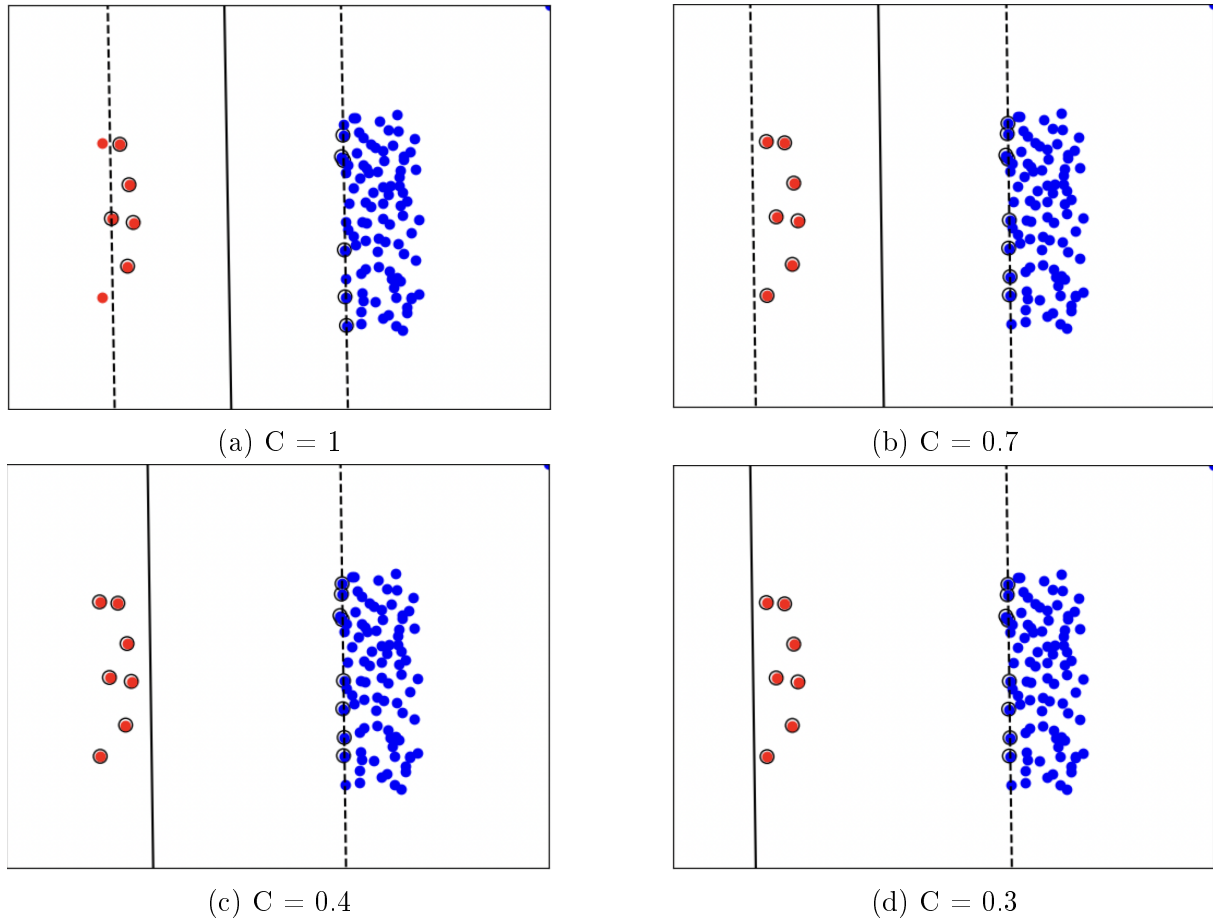 (a) C = 1
(b) C = 0.7
(c) C = 0.4
(d) C = 0.3